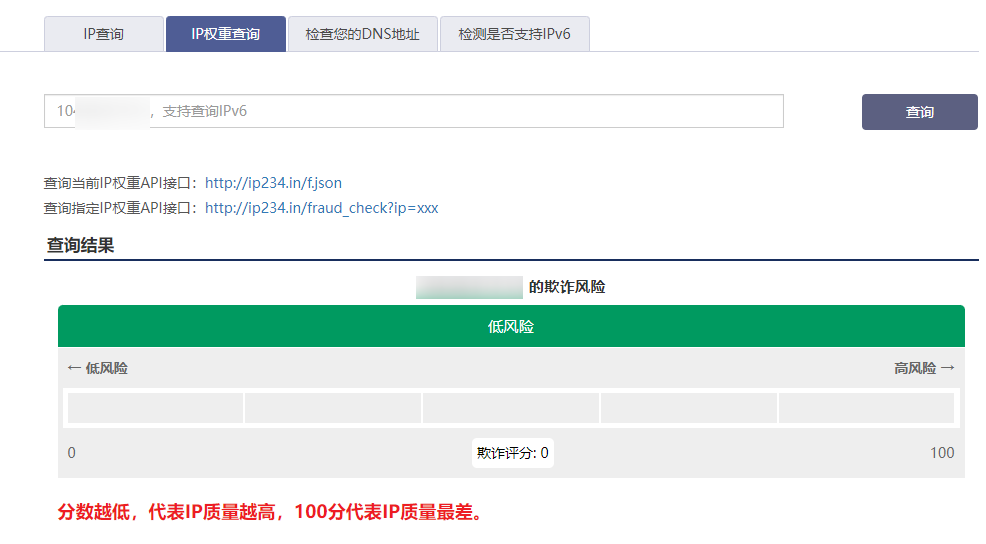 IP查询 IP权重查询 检查您的DNS地址 检测是否支持IPv6
10 ，支持查询IPv6 查询
查询当前IP权重API接口：http://ip234.in/f.json
查询指定IP权重API接口：http://ip234.in/fraud_check?ip=xxx
查询结果
的欺诈风险
低风险
← 低风险 高风险 →
0 欺诈评分: 0 100
分数越低，代表IP质量越高，100分代表IP质量最差。